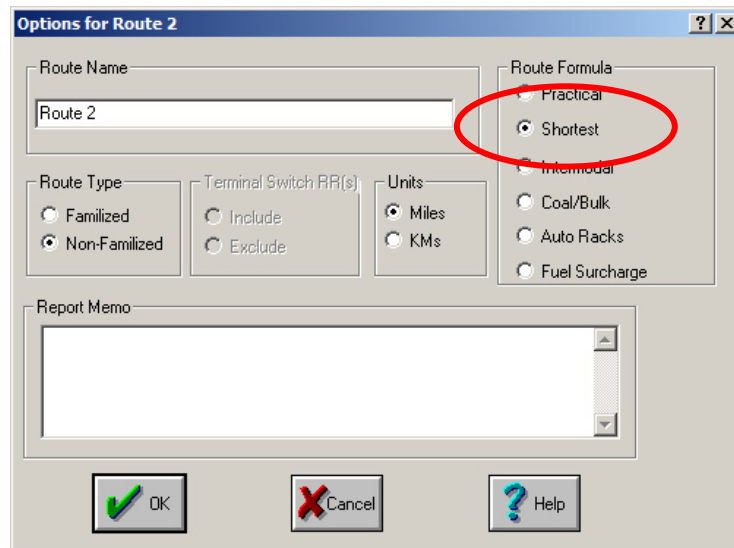 Options for Route 2
Route Name
Route 2
Route Formula
Practical
Shortest
Intermodal
Coal/Bulk
Auto Racks
Fuel Surcharge
Route Type
Familized
Non-Familized
Terminal Switch RR(s)
Include
Exclude
Units
Miles
KMs
Report Memo
OK
Cancel
Help